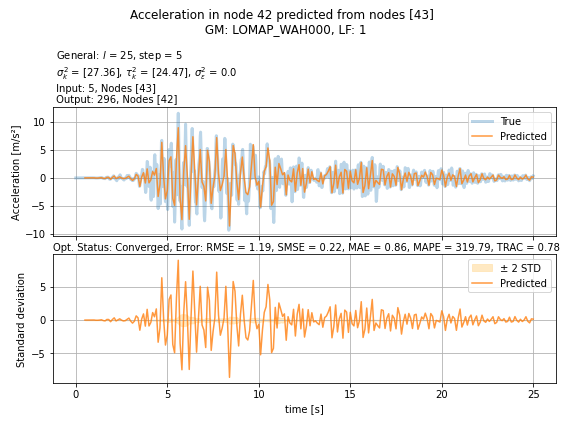 Acceleration in node 42 predicted from nodes [43]
GM: LOMAP_WAH000, LF: 1
General: l = 25, step = 5
σ²ₖ = [27.36], τ²ₖ = [24.47], σ²ε = 0.0
Input: 5, Nodes [43]
Output: 296, Nodes [42]
True
Predicted
10
5
0
−5
−10
Acceleration [m/s²]
Opt. Status: Converged, Error: RMSE = 1.19, SMSE = 0.22, MAE = 0.86, MAPE = 319.79, TRAC = 0.78
± 2 STD
Predicted
5
0
−5
Standard deviation
0 5 10 15 20 25
time [s]